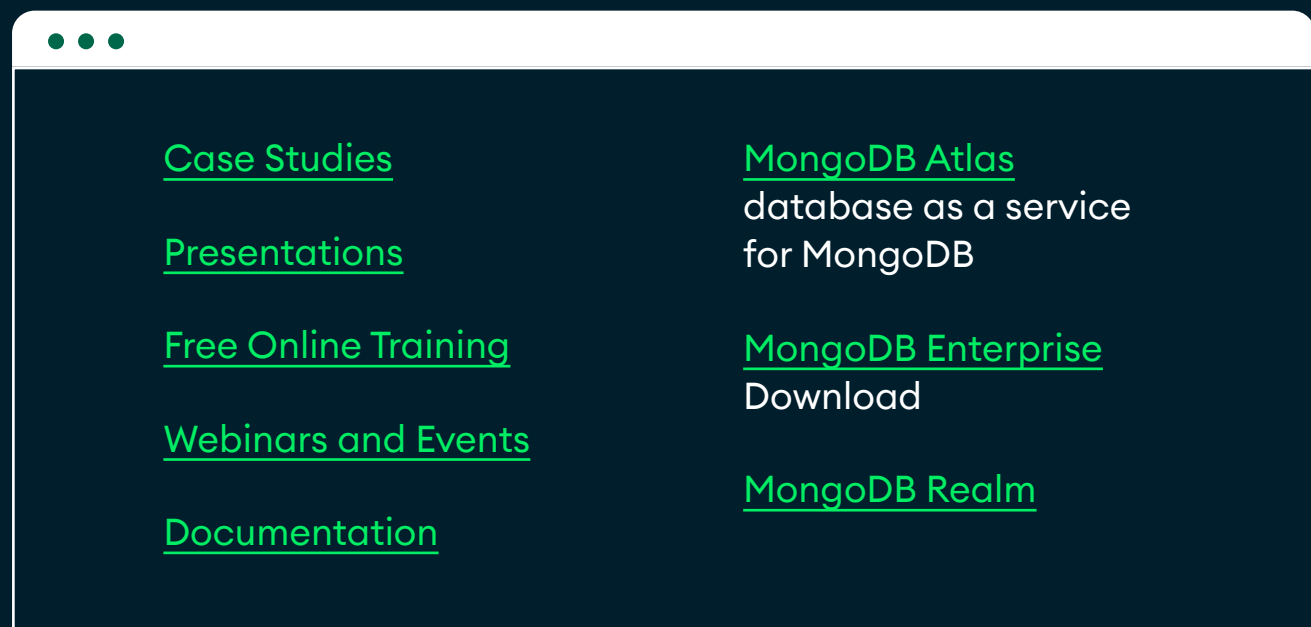 Case Studies
Presentations
Free Online Training
Webinars and Events
Documentation
MongoDB Atlas
database as a service
for MongoDB
MongoDB Enterprise
Download
MongoDB Realm